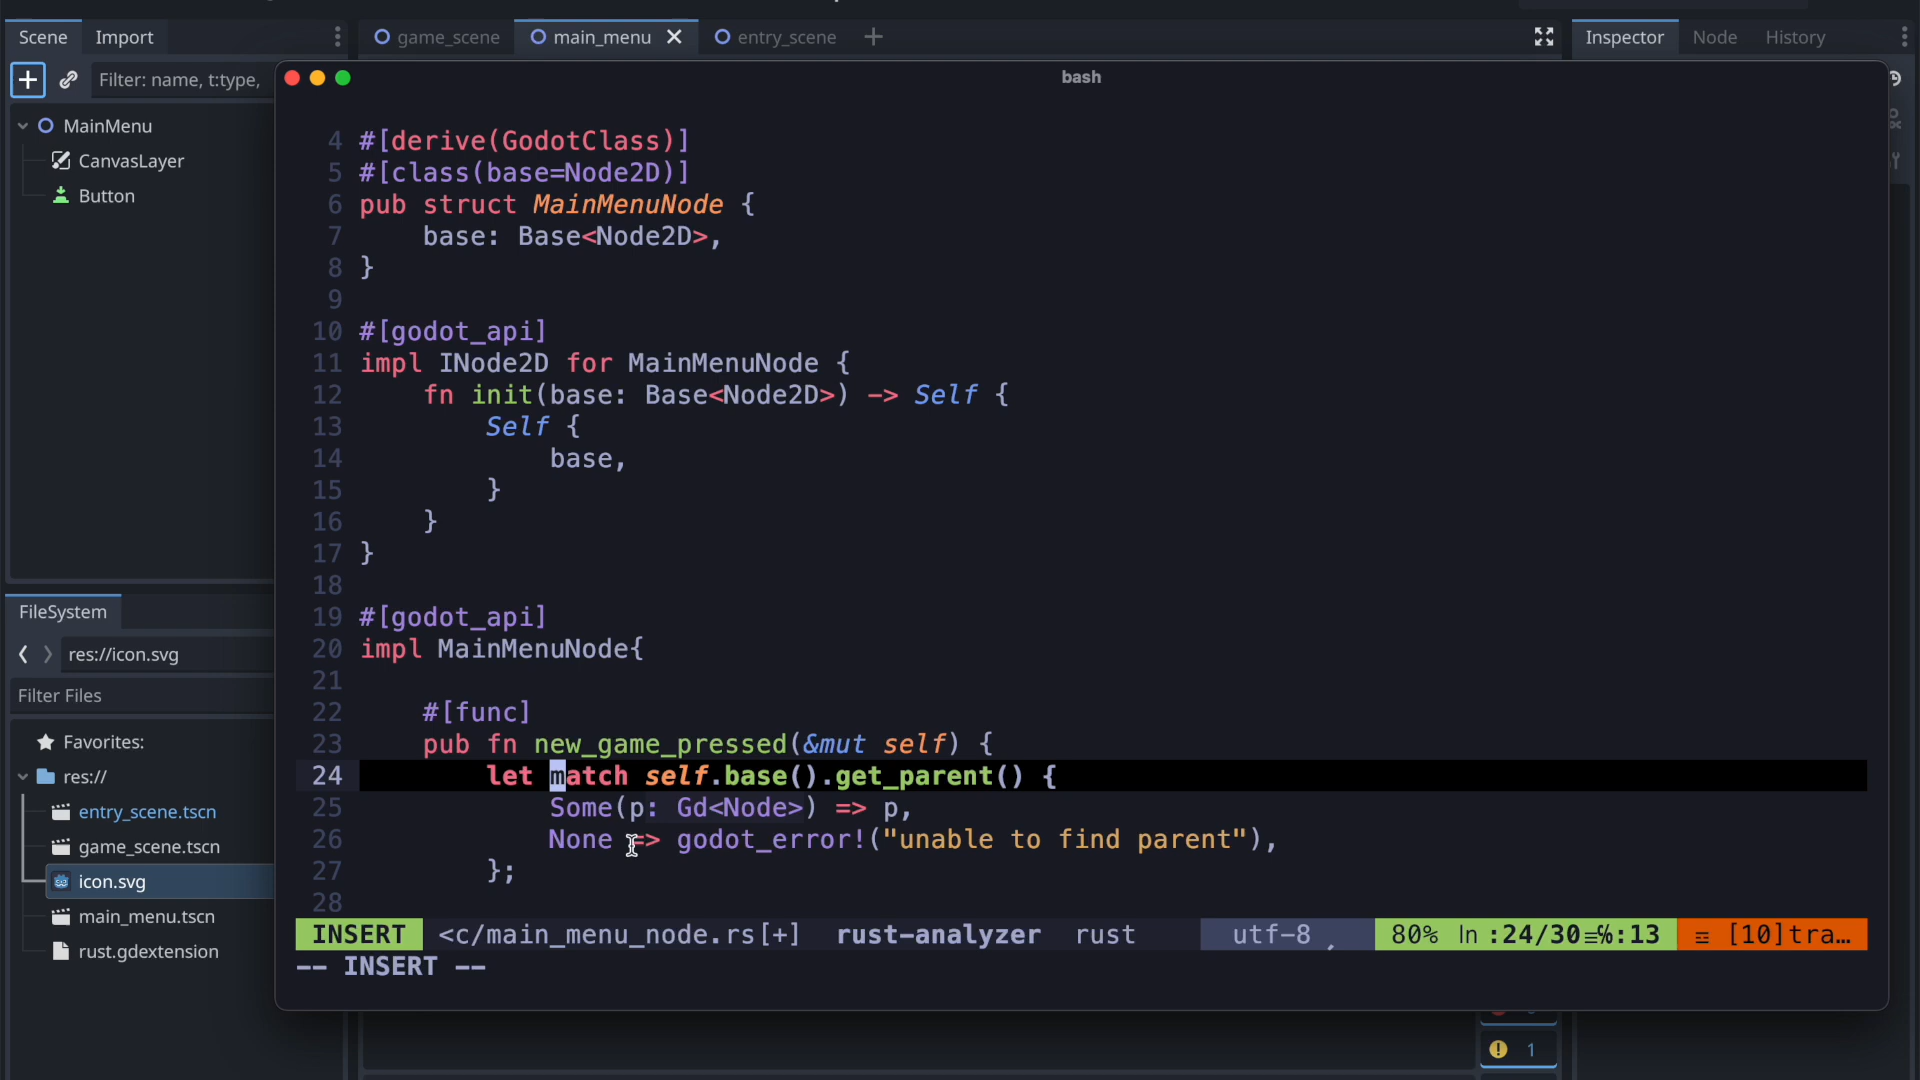 Scene Import
game_scene main_menu entry_scene
Inspector Node History
Filter: name, t:type,
bash
MainMenu
CanvasLayer
Button
4 #[derive(GodotClass)]
5 #[class(base=Node2D)]
6 pub struct MainMenuNode {
7 base: Base<Node2D>,
8 }
9
10 #[godot_api]
11 impl INode2D for MainMenuNode {
12 fn init(base: Base<Node2D>) -> Self {
13 Self {
14 base,
15 }
16 }
17 }
18
19 #[godot_api]
20 impl MainMenuNode{
21
22 #[func]
23 pub fn new_game_pressed(&mut self) {
24 let match self.base().get_parent() {
25 Some(p: Gd<Node>) => p,
26 None => godot_error!("unable to find parent"),
27 };
28
INSERT <c/main_menu_node.rs[+] rust-analyzer rust utf-8 80% ln :24/30≡℅:13 ☲ [10]tra…
-- INSERT --
FileSystem
res://icon.svg
Filter Files
Favorites:
res://
entry_scene.tscn
game_scene.tscn
icon.svg
main_menu.tscn
rust.gdextension
1